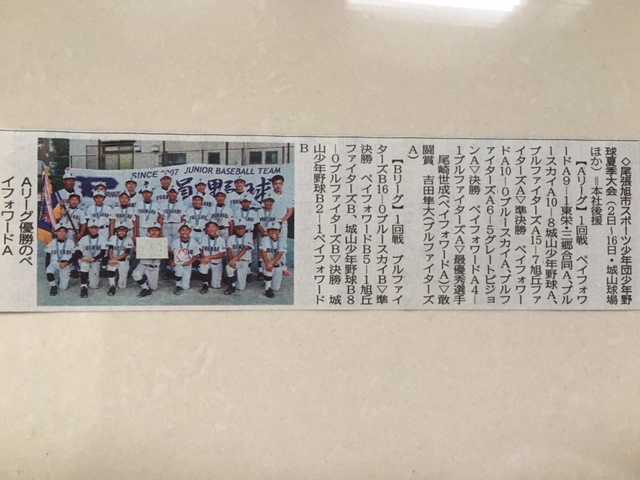 ◇尾張旭市スポーツ少年団少年野
球夏季大会(2日~16日・城山球場
ほか)=本社後援
【Aリーグ】1回戦 ペイフォワ
ードA9-1東栄・三郷合同A、ブル
ースカイA10-8城山少年野球A、
ブルファイターズA15-7旭丘ファ
イターズA▽準決勝 ペイフォワー
ドA10-0ブルースカイA、ブルフ
ァイターズA6-5グレートビジョ
ンA▽決勝 ペイフォワードA4-
1ブルファイターズA▽最優秀選手
尾崎世成(ペイフォワードA)▽敢
闘賞 吉田隼大(ブルファイターズ
A)
【Bリーグ】1回戦 ブルファイ
ターズB16-0ブルースカイB▽準
決勝 ペイフォワードB5-1旭丘
ファイターズB、城山少年野球B8
-0ブルファイターズB▽決勝 城
山少年野球B2-1ペイフォワード
B
SINCE 2007 JUNIOR BASEBALL TEAM
Aリーグ優勝のペ
イフォワードA